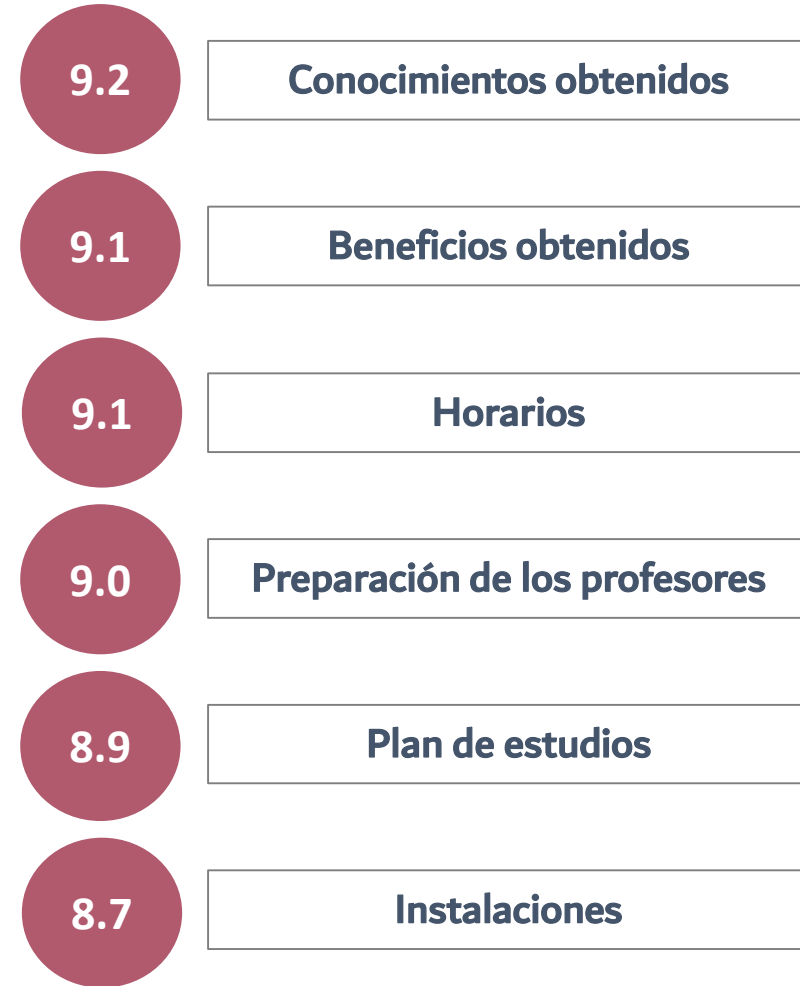 9.2 Conocimientos obtenidos
9.1 Beneficios obtenidos
9.1 Horarios
9.0 Preparación de los profesores
8.9 Plan de estudios
8.7 Instalaciones